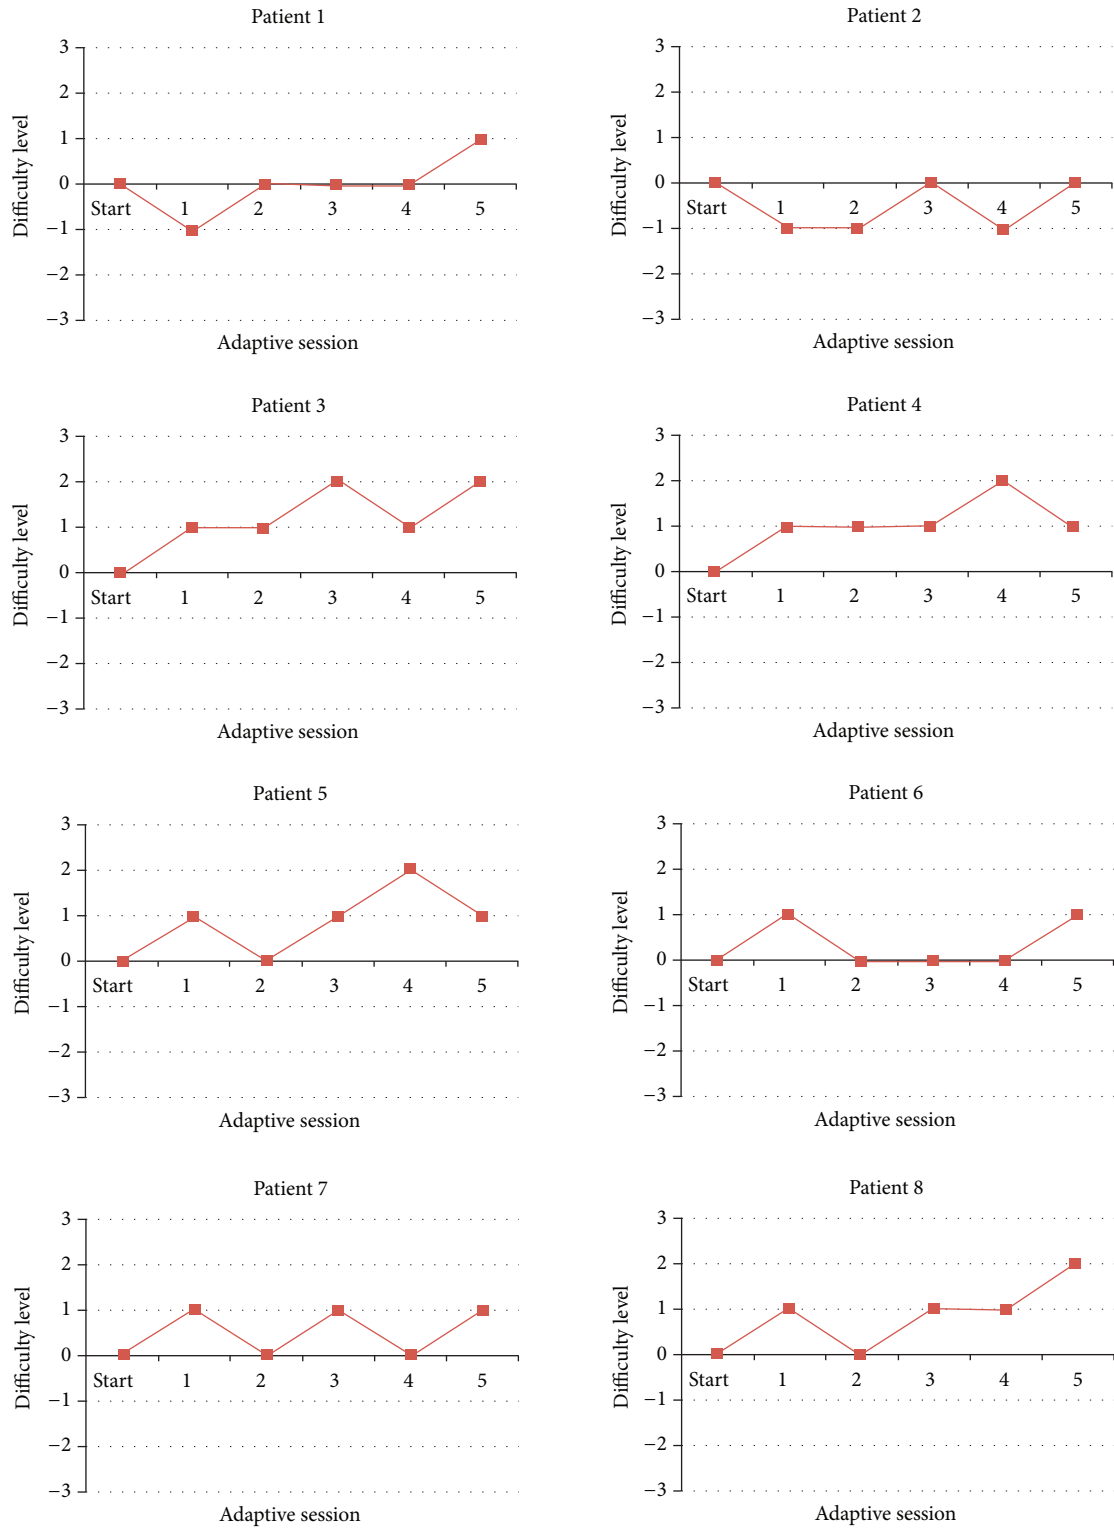 Patient 1
3
2
1
0
−1
−2
−3
Difficulty level
Start 1 2 3 4 5
Adaptive session
Patient 2
3
2
1
0
−1
−2
−3
Difficulty level
Start 1 2 3 4 5
Adaptive session
Patient 3
3
2
1
0
−1
−2
−3
Difficulty level
Start 1 2 3 4 5
Adaptive session
Patient 4
3
2
1
0
−1
−2
−3
Difficulty level
Start 1 2 3 4 5
Adaptive session
Patient 5
3
2
1
0
−1
−2
−3
Difficulty level
Start 1 2 3 4 5
Adaptive session
Patient 6
3
2
1
0
−1
−2
−3
Difficulty level
Start 1 2 3 4 5
Adaptive session
Patient 7
3
2
1
0
−1
−2
−3
Difficulty level
Start 1 2 3 4 5
Adaptive session
Patient 8
3
2
1
0
−1
−2
−3
Difficulty level
Start 1 2 3 4 5
Adaptive session